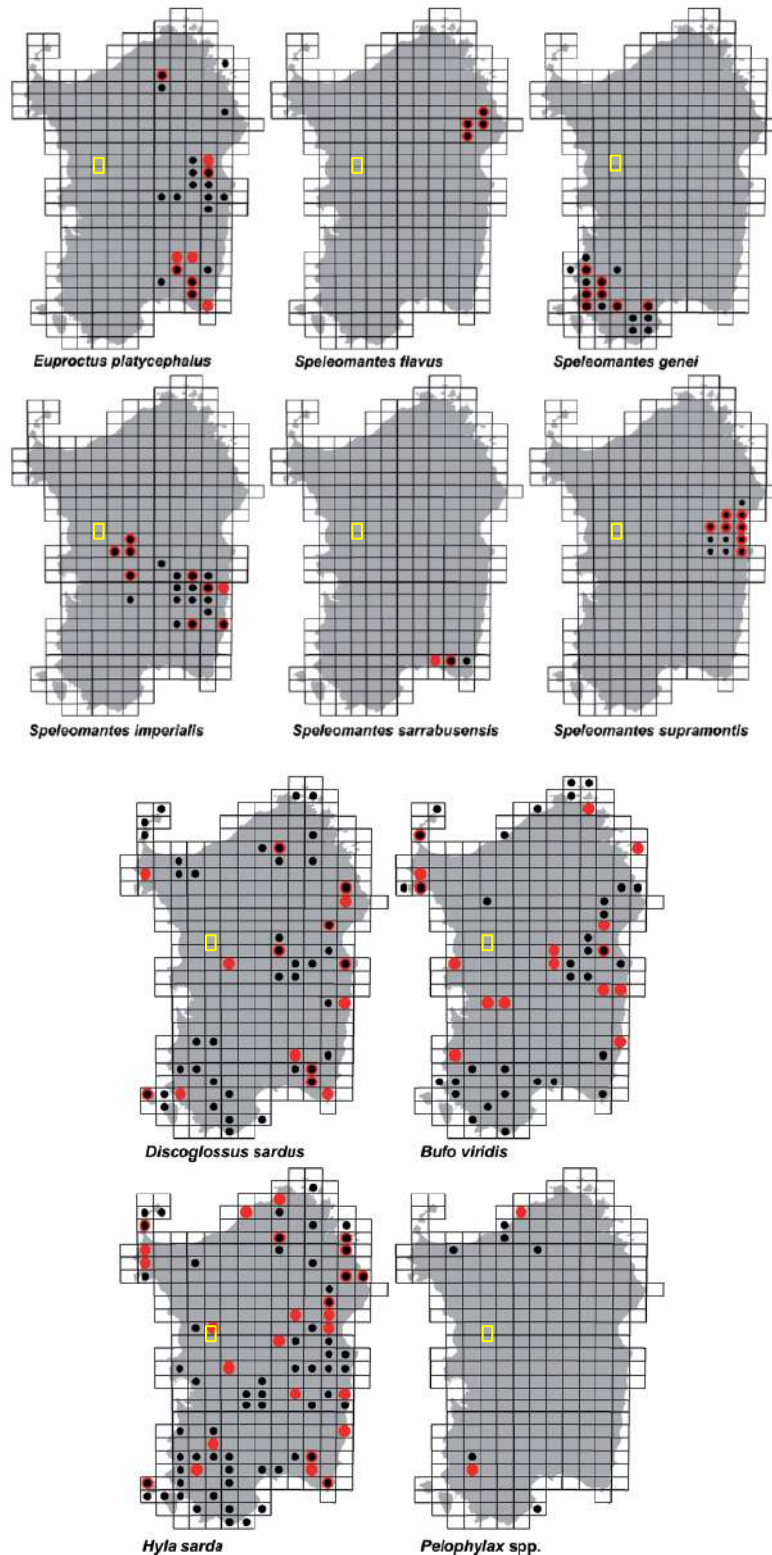 Euproctus platycephalus Speleomantes flavus Speleomantes genei
Speleomantes imperialis Speleomantes sarrabusensis Speleomantes supramontis
Discoglossus sardus Bufo viridis
Hyla sarda Pelophylax spp.